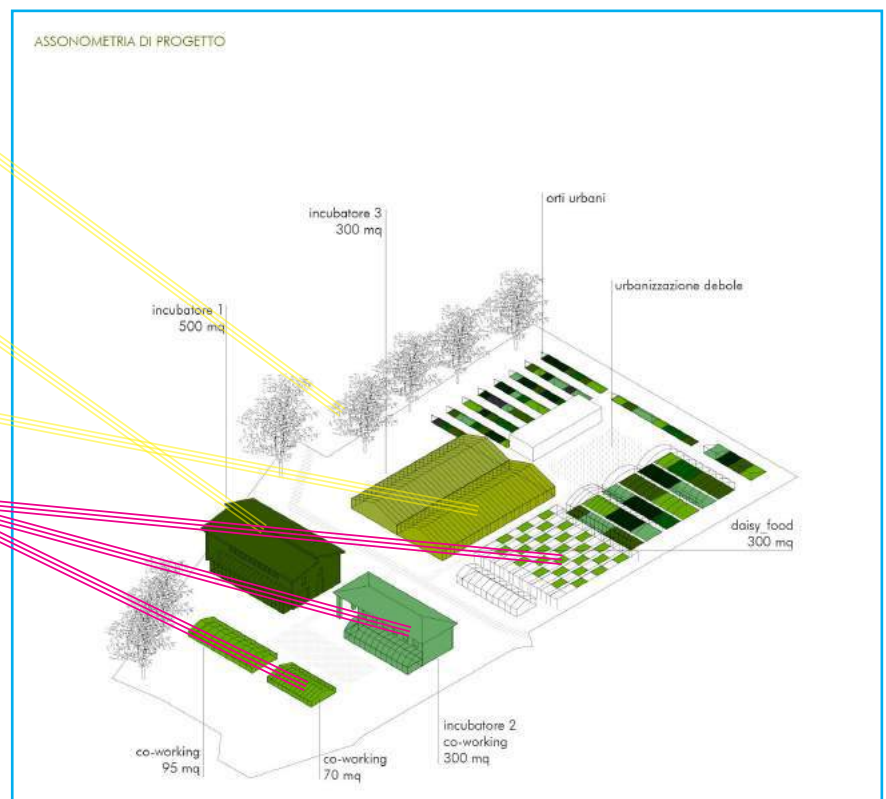 ASSONOMETRIA DI PROGETTO
orti urbani
incubatore 3
300 mq
urbanizzazione debole
incubatore 1
500 mq
daisy_food
300 mq
incubatore 2
co-working
300 mq
co-working
95 mq
co-working
70 mq